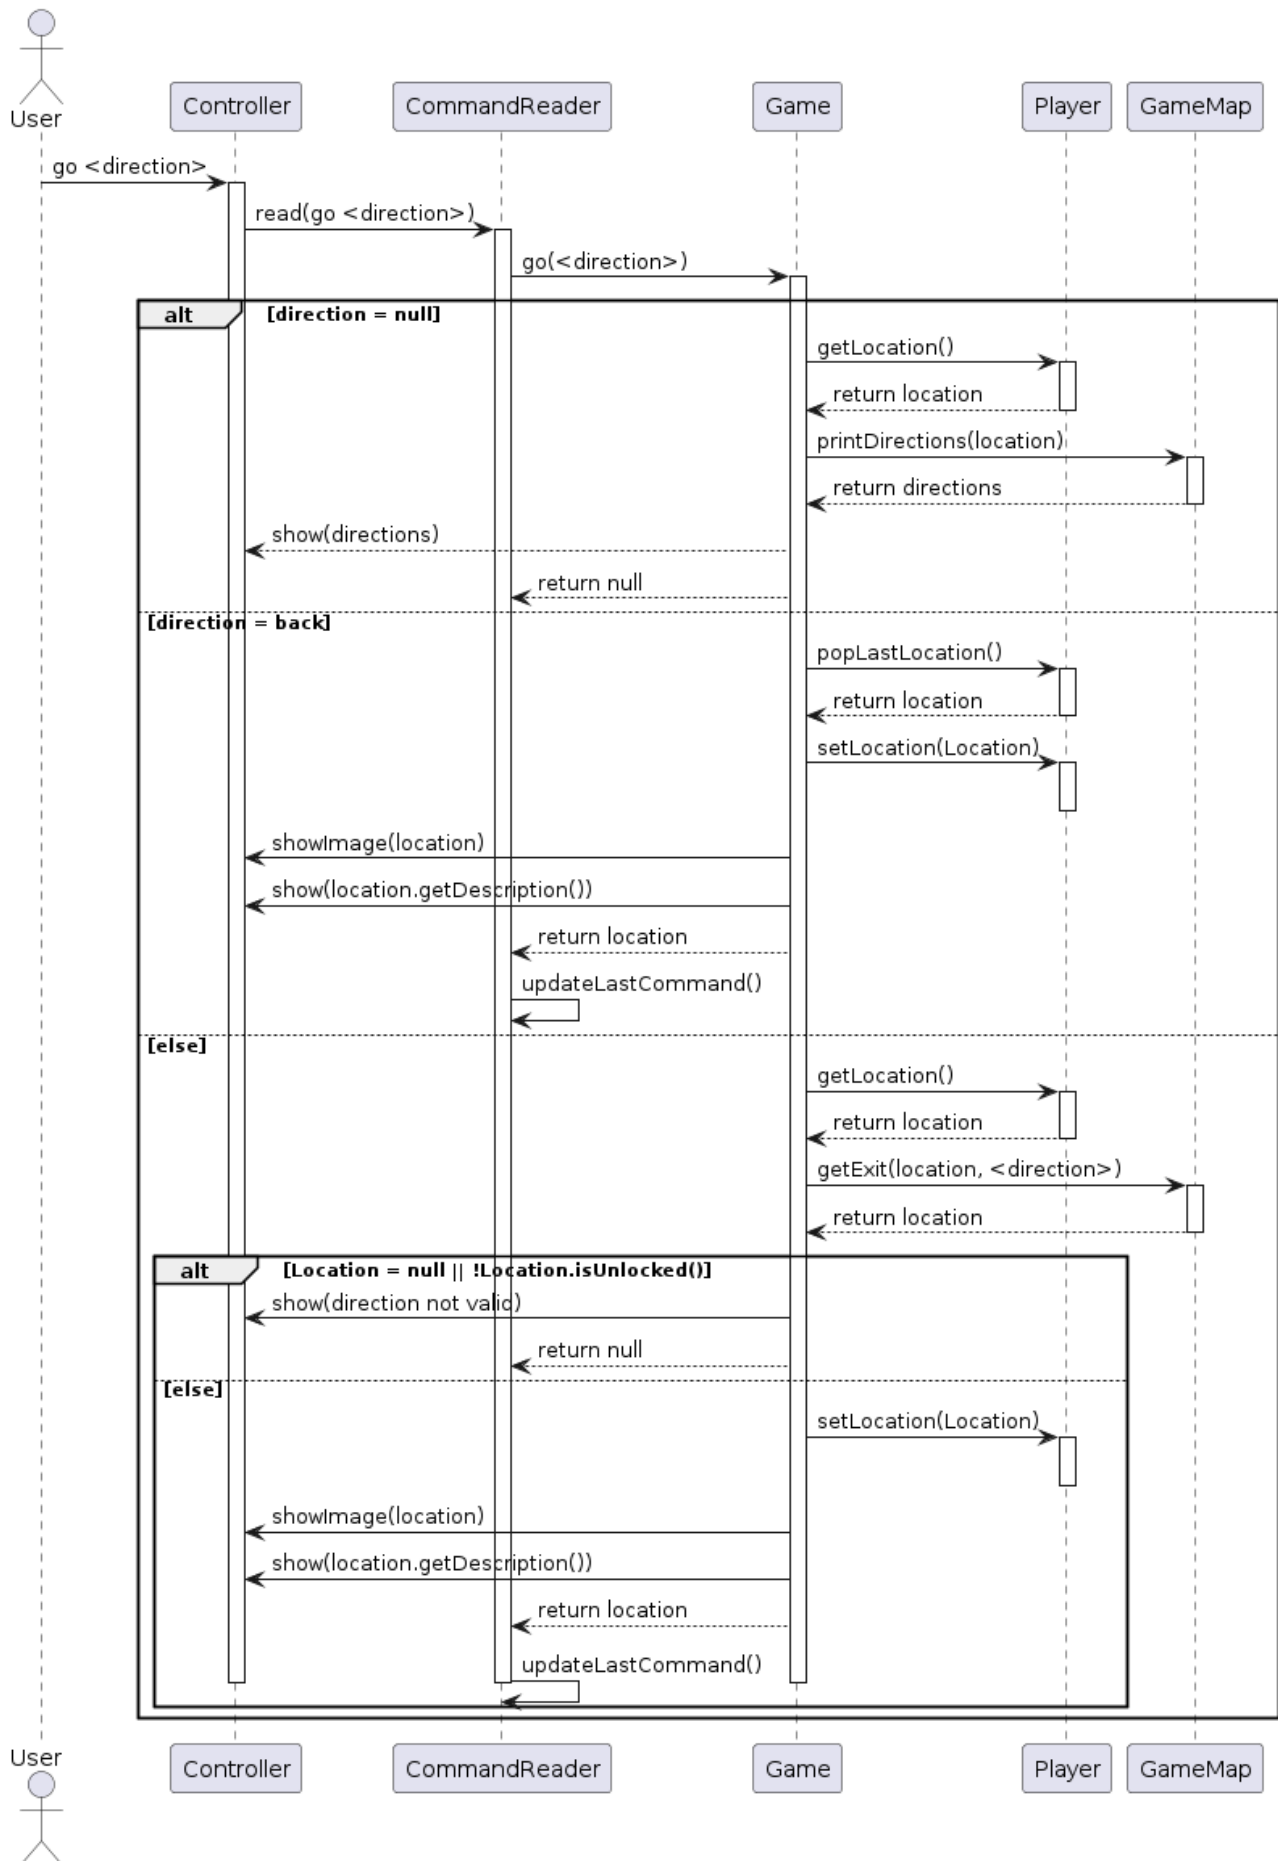 User
Controller
CommandReader
Game
Player
GameMap
go <direction>
read(go <direction>)
go(<direction>)
alt
[direction = null]
getLocation()
return location
printDirections(location)
return directions
show(directions)
return null
[direction = back]
popLastLocation()
return location
setLocation(Location)
showImage(location)
show(location.getDescription())
return location
updateLastCommand()
[else]
getLocation()
return location
getExit(location, <direction>)
return location
alt
[Location = null || !Location.isUnlocked()]
show(direction not valid)
return null
[else]
setLocation(Location)
showImage(location)
show(location.getDescription())
return location
updateLastCommand()
User
Controller
CommandReader
Game
Player
GameMap